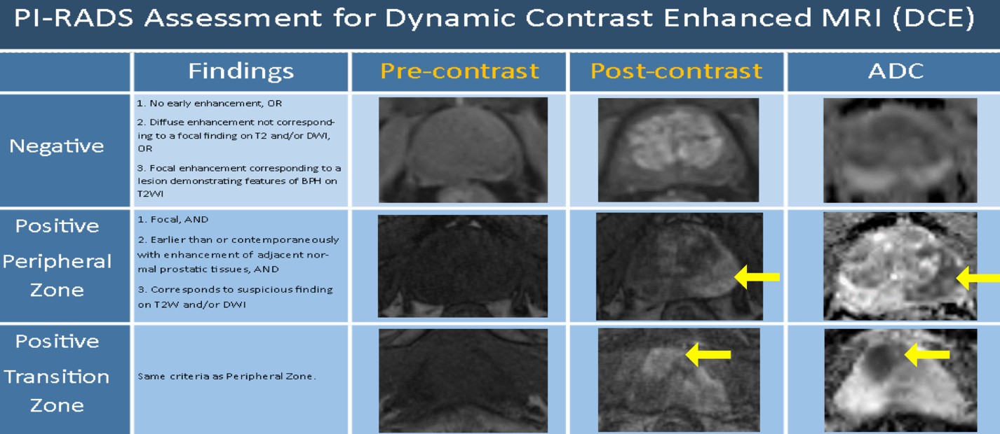 PI-RADS Assessment for Dynamic Contrast Enhanced MRI (DCE)
Findings
Pre-contrast
Post-contrast
ADC
Negative
1. No early enhancement, OR
2. Diffuse enhancement not correspond-
ing to a focal finding on T2 and/or DWI,
OR
3. Focal enhancement corresponding to a
lesion demonstrating features of BPH on
T2WI
Positive
Peripheral
Zone
1. Focal, AND
2. Earlier than or contemporaneously
with enhancement of adjacent nor-
mal prostatic tissues, AND
3. Corresponds to suspicious finding
on T2W and/or DWI
Positive
Transition
Zone
Same criteria as Peripheral Zone.